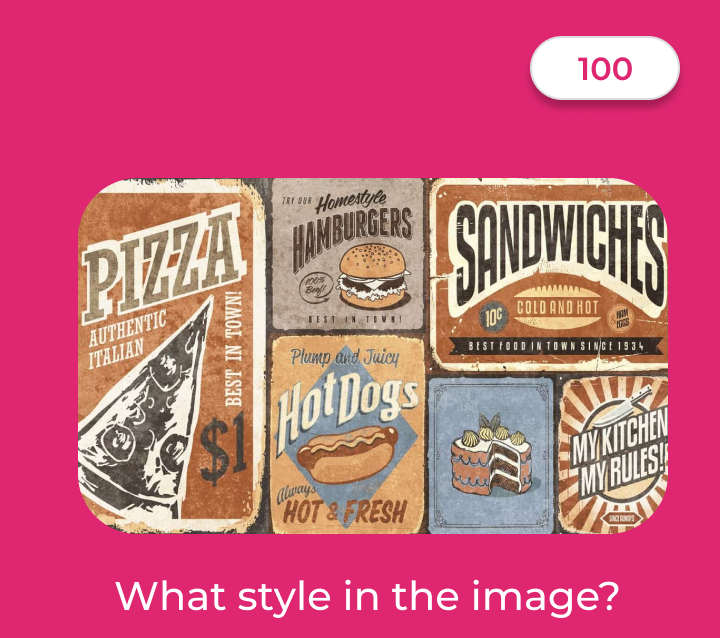 100
PIZZA
AUTHENTIC
ITALIAN
BEST IN TOWN!
$1
TRY OUR Homestyle
HAMBURGERS
100%
Beef!
BEST IN TOWN!
SANDWICHES
COLD AND HOT
10¢
HAM
EGGS
BEST FOOD IN TOWN SINCE 1934
Plump and Juicy
Hot Dogs
Always
HOT & FRESH
MY KITCHEN
MY RULES!
What style in the image?